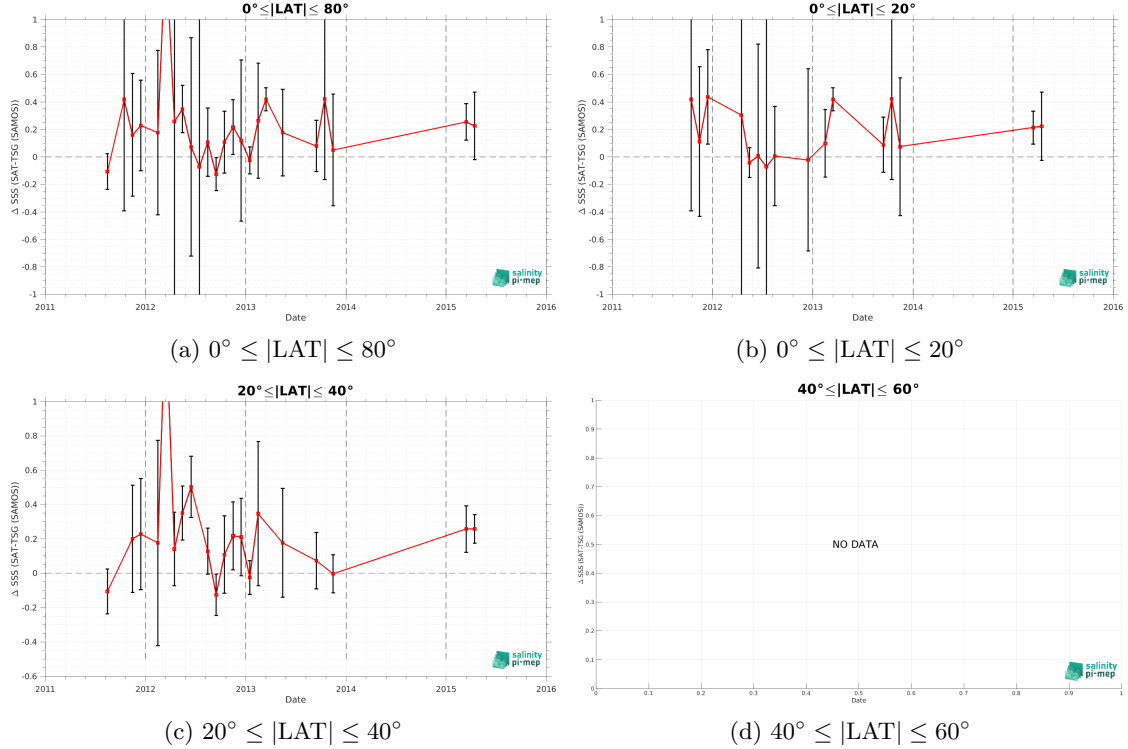 0°≤|LAT|≤ 80°
Δ SSS (SAT-TSG (SAMOS))
1
0.8
0.6
0.4
0.2
0
-0.2
-0.4
-0.6
-0.8
-1
2011 2012 2013 2014 2015 2016
Date
salinity
pi-mep
(a) 0° ≤ |LAT| ≤ 80°
0°≤|LAT|≤ 20°
Δ SSS (SAT-TSG (SAMOS))
1
0.8
0.6
0.4
0.2
0
-0.2
-0.4
-0.6
-0.8
-1
2011 2012 2013 2014 2015 2016
Date
salinity
pi-mep
(b) 0° ≤ |LAT| ≤ 20°
20°≤|LAT|≤ 40°
Δ SSS (SAT-TSG (SAMOS))
1
0.8
0.6
0.4
0.2
0
-0.2
-0.4
-0.6
2011 2012 2013 2014 2015 2016
Date
salinity
pi-mep
(c) 20° ≤ |LAT| ≤ 40°
40°≤|LAT|≤ 60°
Δ SSS (SAT-TSG (SAMOS))
1
0.9
0.8
0.7
0.6
0.5
0.4
0.3
0.2
0.1
0
NO DATA
0 0.1 0.2 0.3 0.4 0.5 0.6 0.7 0.8 0.9 1
Date
salinity
pi-mep
(d) 40° ≤ |LAT| ≤ 60°